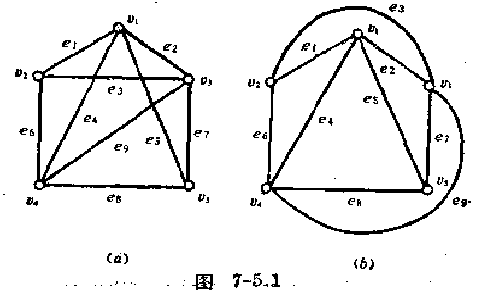 v₁
e₁
e₂
v₂
v₃
e₃
e₆
e₄
e₉
e₅
e₇
v₄
e₈
v₅
(a)
e₃
v₁
e₁
e₂
v₂
e₅
e₆
e₄
e₇
v₄
e₈
v₅
e₉
(b)
图 7-5.1